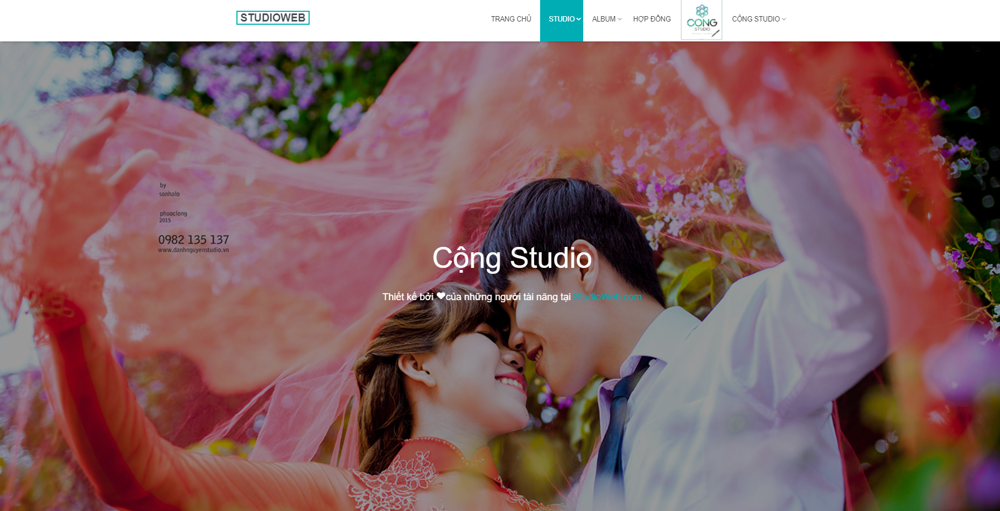 STUDIOWEB
TRANG CHỦ
STUDIO
ALBUM
HỢP ĐỒNG
CONG
STUDIO
CỘNG STUDIO
by
sonhalo
phuoclong
2015
0982 135 137
www.danhnguyenstudio.vn
Cộng Studio
Thiết kế bởi ❤của những người tài năng tại StudioWeb.com